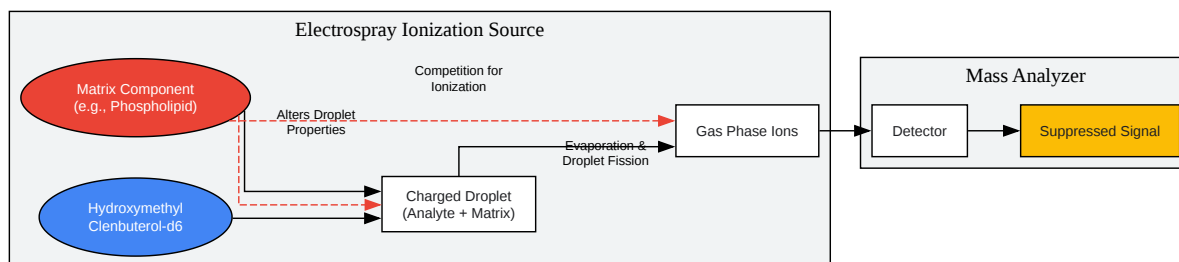 Electrospray Ionization Source
Matrix Component
(e.g., Phospholipid)
Competition for
Ionization
Alters Droplet
Properties
Evaporation &
Droplet Fission
Gas Phase Ions
Hydroxymethyl
Clenbuterol-d6
Charged Droplet
(Analyte + Matrix)
Mass Analyzer
Detector
Suppressed Signal